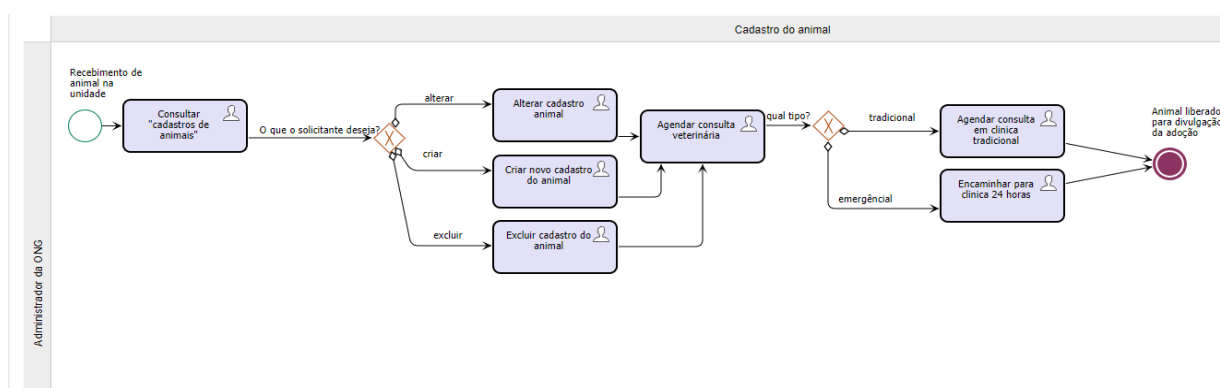 Cadastro do animal
Administrador da ONG
Recebimento de
animal na
unidade
Consultar
"cadastros de
animais"
O que o solicitante deseja?
alterar
criar
excluir
Alterar cadastro
animal
Criar novo cadastro
do animal
Excluir cadastro do
animal
Agendar consulta
veterinária
qual tipo?
tradicional
emergêncial
Agendar consulta
em clinica
tradicional
Encaminhar para
clinica 24 horas
Animal liberado
para divulgação
da adoção